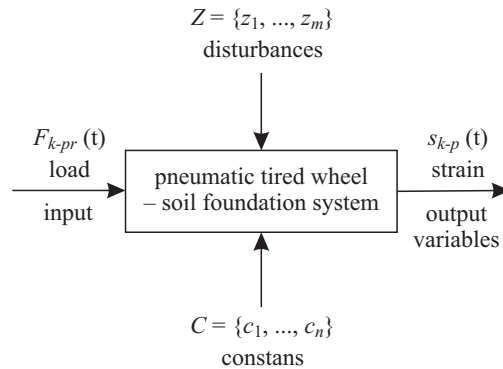 Z = {z₁, ..., zₘ}
disturbances
Fₖ₋ₚᵣ (t)
load
input
pneumatic tired wheel
– soil foundation system
sₖ₋ₚ (t)
strain
output
variables
C = {c₁, ..., cₙ}
constans